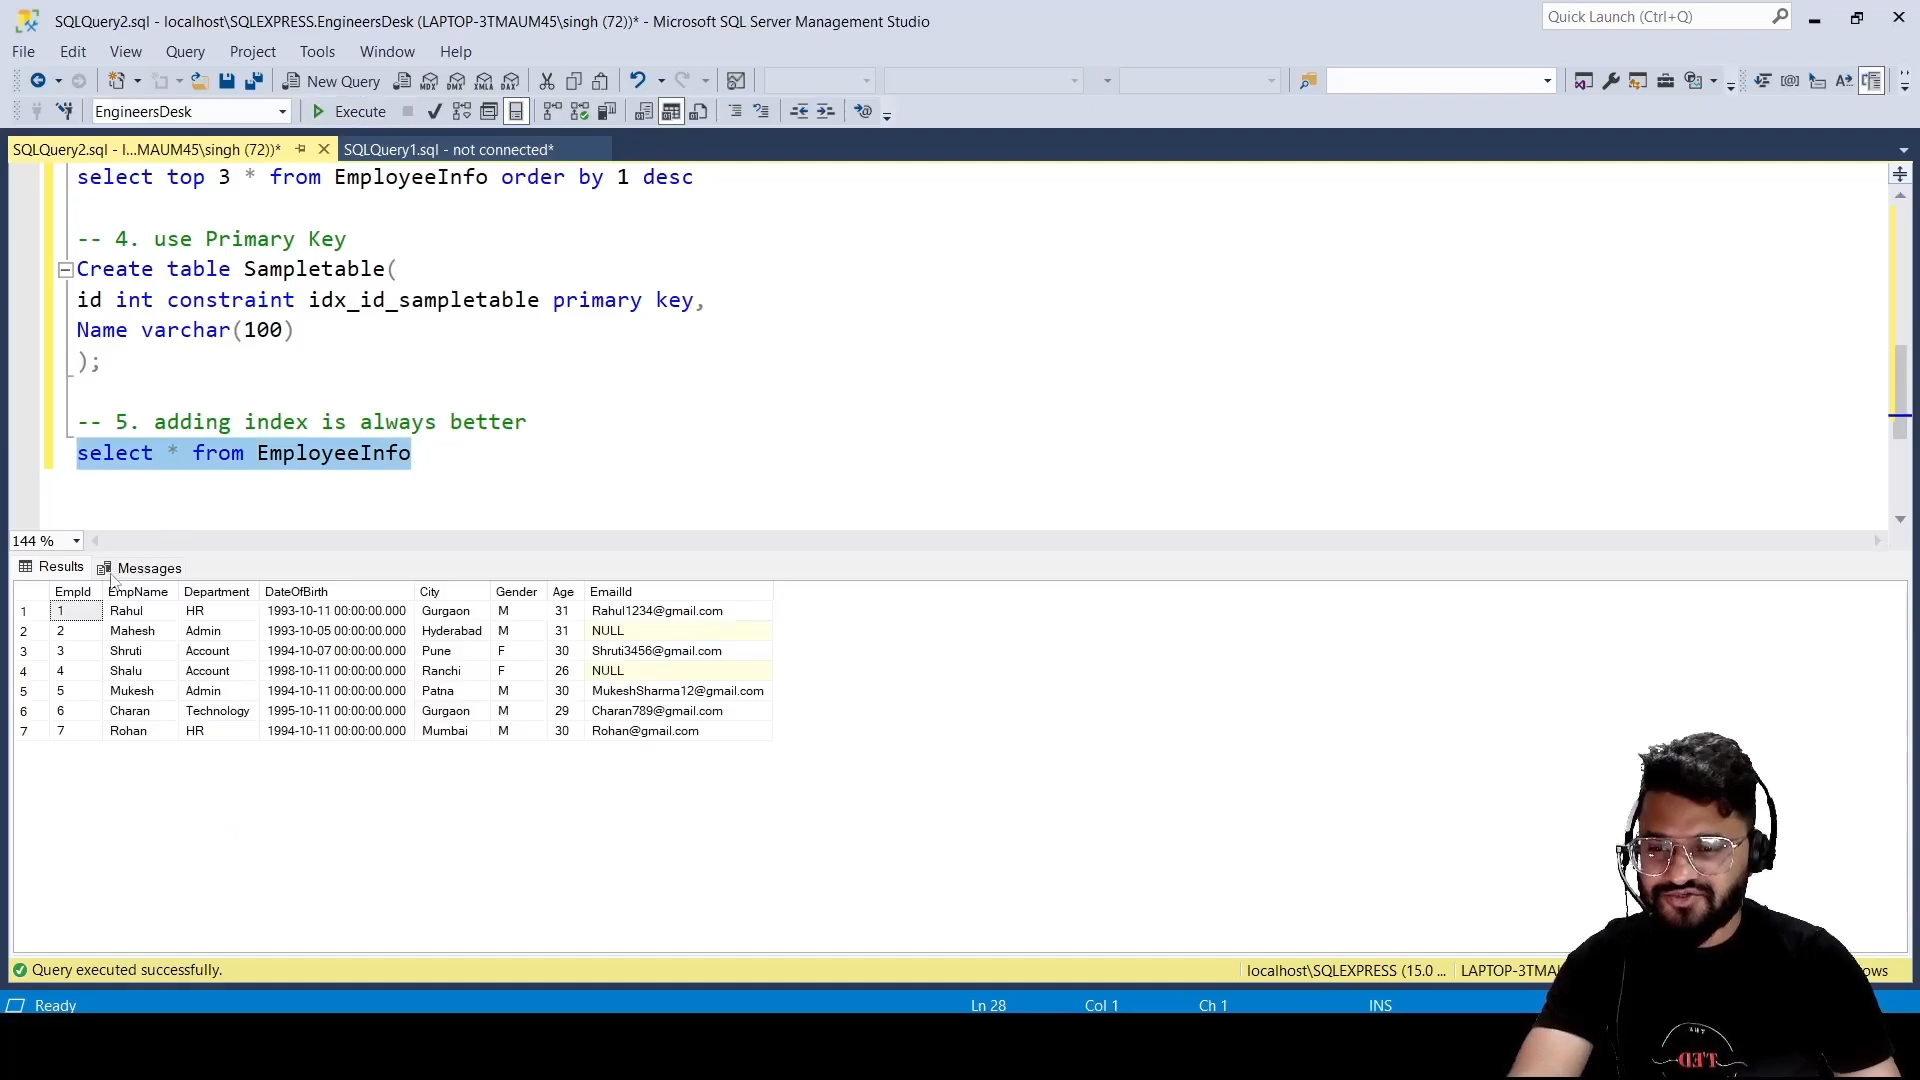 SQLQuery2.sql - localhost\SQLEXPRESS.EngineersDesk (LAPTOP-3TMAUM45\singh (72))* - Microsoft SQL Server Management Studio
Quick Launch (Ctrl+Q)
File Edit View Query Project Tools Window Help
New Query
EngineersDesk Execute
SQLQuery2.sql - l...MAUM45\singh (72))* SQLQuery1.sql - not connected*
select top 3 * from EmployeeInfo order by 1 desc
-- 4. use Primary Key
Create table Sampletable(
id int constraint idx_id_sampletable primary key,
Name varchar(100)
);
-- 5. adding index is always better
select * from EmployeeInfo
144 %
Results Messages
EmpId EmpName Department DateOfBirth City Gender Age EmailId
1 1 Rahul HR 1993-10-11 00:00:00.000 Gurgaon M 31 Rahul1234@gmail.com
2 2 Mahesh Admin 1993-10-05 00:00:00.000 Hyderabad M 31 NULL
3 3 Shruti Account 1994-10-07 00:00:00.000 Pune F 30 Shruti3456@gmail.com
4 4 Shalu Account 1998-10-11 00:00:00.000 Ranchi F 26 NULL
5 5 Mukesh Admin 1994-10-11 00:00:00.000 Patna M 30 MukeshSharma12@gmail.com
6 6 Charan Technology 1995-10-11 00:00:00.000 Gurgaon M 29 Charan789@gmail.com
7 7 Rohan HR 1994-10-11 00:00:00.000 Mumbai M 30 Rohan@gmail.com
Query executed successfully. localhost\SQLEXPRESS (15.0 ... LAPTOP-3TMA ows
Ready Ln 28 Col 1 Ch 1 INS